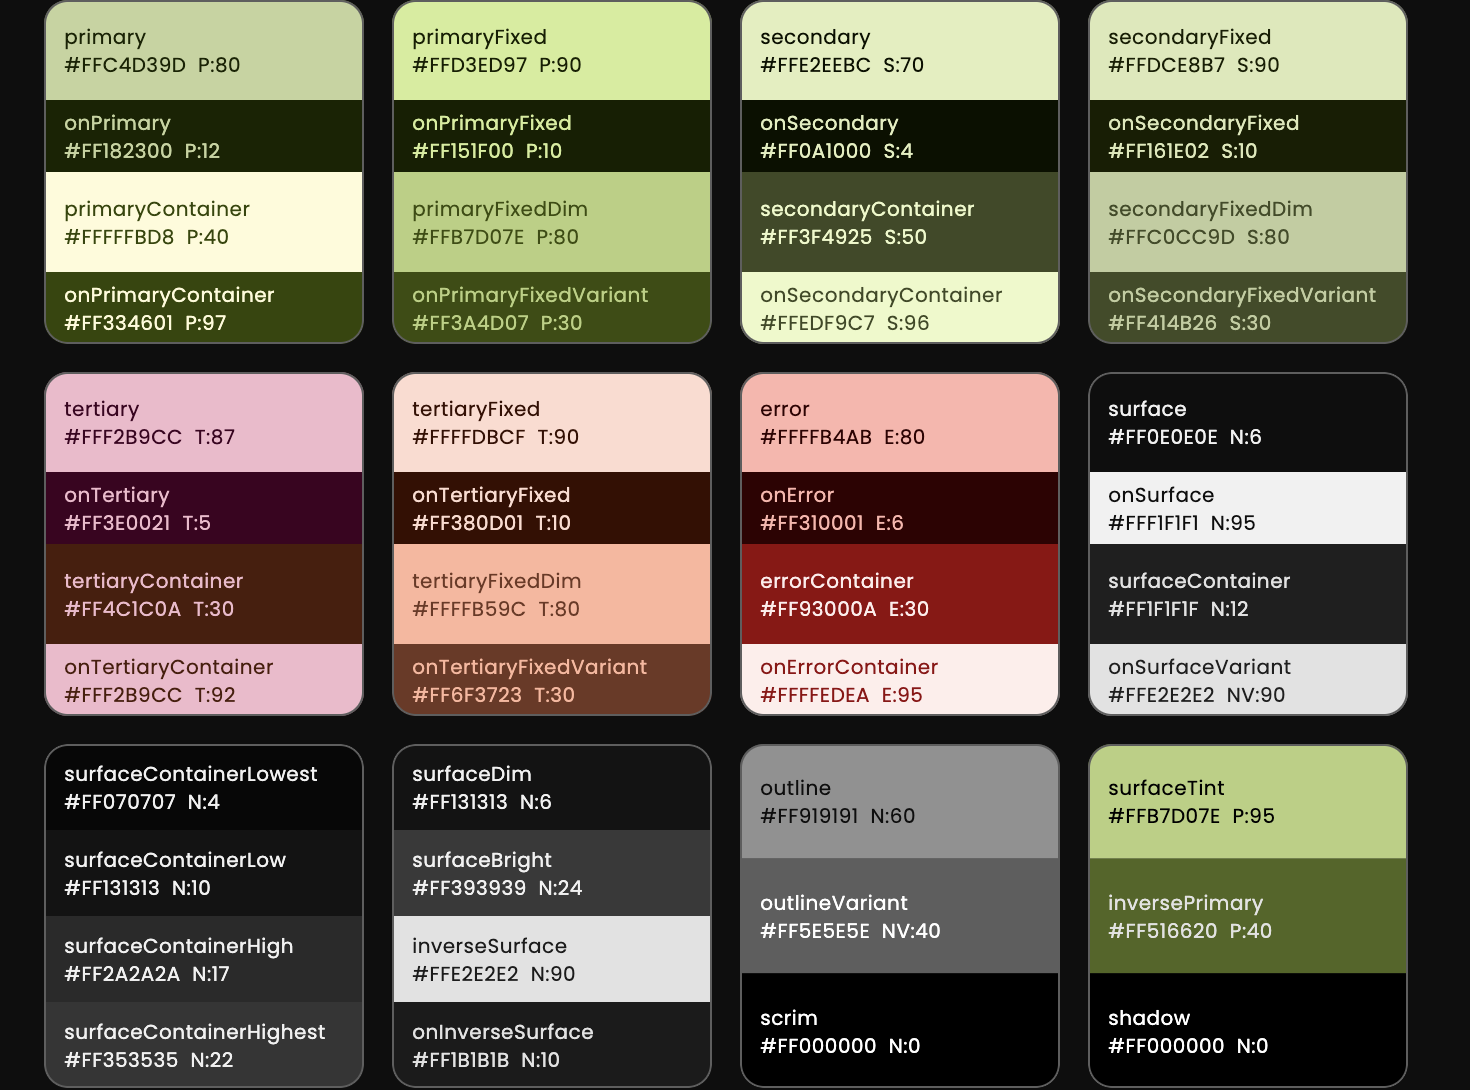 primary
#FFC4D39D P:80
onPrimary
#FF182300 P:12
primaryContainer
#FFFFFBD8 P:40
onPrimaryContainer
#FF334601 P:97
primaryFixed
#FFD3ED97 P:90
onPrimaryFixed
#FF151F00 P:10
primaryFixedDim
#FFB7D07E P:80
onPrimaryFixedVariant
#FF3A4D07 P:30
secondary
#FFE2EEBC S:70
onSecondary
#FF0A1000 S:4
secondaryContainer
#FF3F4925 S:50
onSecondaryContainer
#FFEDF9C7 S:96
secondaryFixed
#FFDCE8B7 S:90
onSecondaryFixed
#FF161E02 S:10
secondaryFixedDim
#FFC0CC9D S:80
onSecondaryFixedVariant
#FF414B26 S:30
tertiary
#FFF2B9CC T:87
onTertiary
#FF3E0021 T:5
tertiaryContainer
#FF4C1C0A T:30
onTertiaryContainer
#FFF2B9CC T:92
tertiaryFixed
#FFFFDBCF T:90
onTertiaryFixed
#FF380D01 T:10
tertiaryFixedDim
#FFFFB59C T:80
onTertiaryFixedVariant
#FF6F3723 T:30
error
#FFFFB4AB E:80
onError
#FF310001 E:6
errorContainer
#FF93000A E:30
onErrorContainer
#FFFFEDEA E:95
surface
#FF0E0E0E N:6
onSurface
#FFF1F1F1 N:95
surfaceContainer
#FF1F1F1F N:12
onSurfaceVariant
#FFE2E2E2 NV:90
surfaceContainerLowest
#FF070707 N:4
surfaceContainerLow
#FF131313 N:10
surfaceContainerHigh
#FF2A2A2A N:17
surfaceContainerHighest
#FF353535 N:22
surfaceDim
#FF131313 N:6
surfaceBright
#FF393939 N:24
inverseSurface
#FFE2E2E2 N:90
onInverseSurface
#FF1B1B1B N:10
outline
#FF919191 N:60
outlineVariant
#FF5E5E5E NV:40
scrim
#FF000000 N:0
surfaceTint
#FFB7D07E P:95
inversePrimary
#FF516620 P:40
shadow
#FF000000 N:0